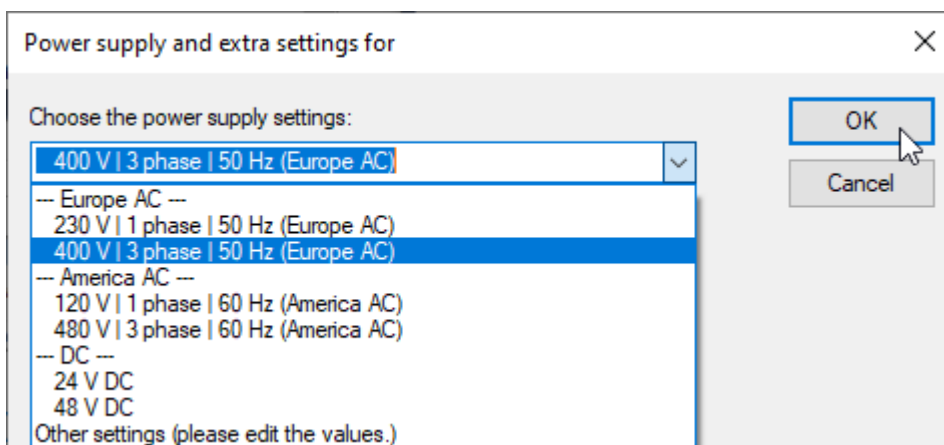 Power supply and extra settings for
Choose the power supply settings:
400 V | 3 phase | 50 Hz (Europe AC)
OK
Cancel
--- Europe AC ---
230 V | 1 phase | 50 Hz (Europe AC)
400 V | 3 phase | 50 Hz (Europe AC)
--- America AC ---
120 V | 1 phase | 60 Hz (America AC)
480 V | 3 phase | 60 Hz (America AC)
--- DC ---
24 V DC
48 V DC
Other settings (please edit the values.)